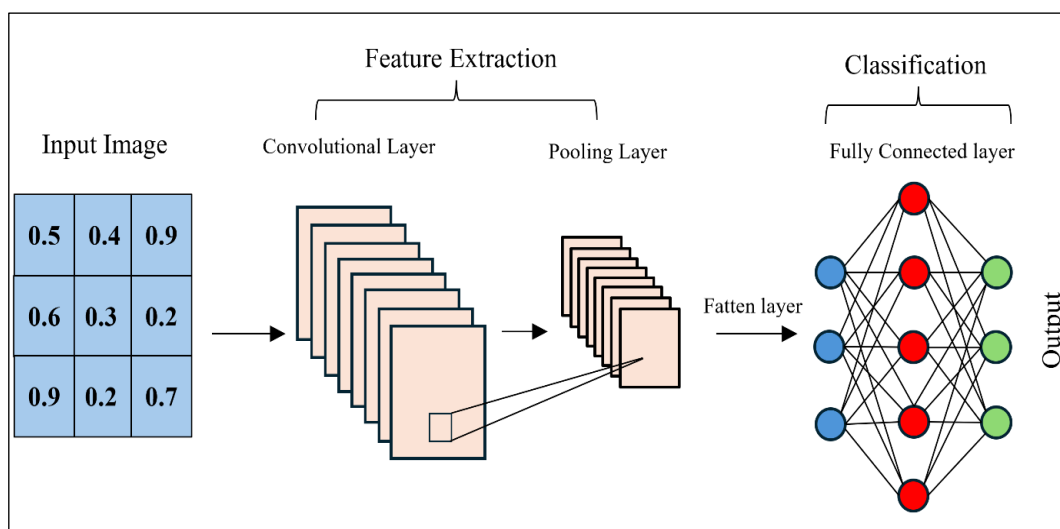 Feature Extraction
Classification
Input Image
Convolutional Layer
Pooling Layer
Fully Connected layer
0.5 0.4 0.9
0.6 0.3 0.2
0.9 0.2 0.7
Fatten layer
Output